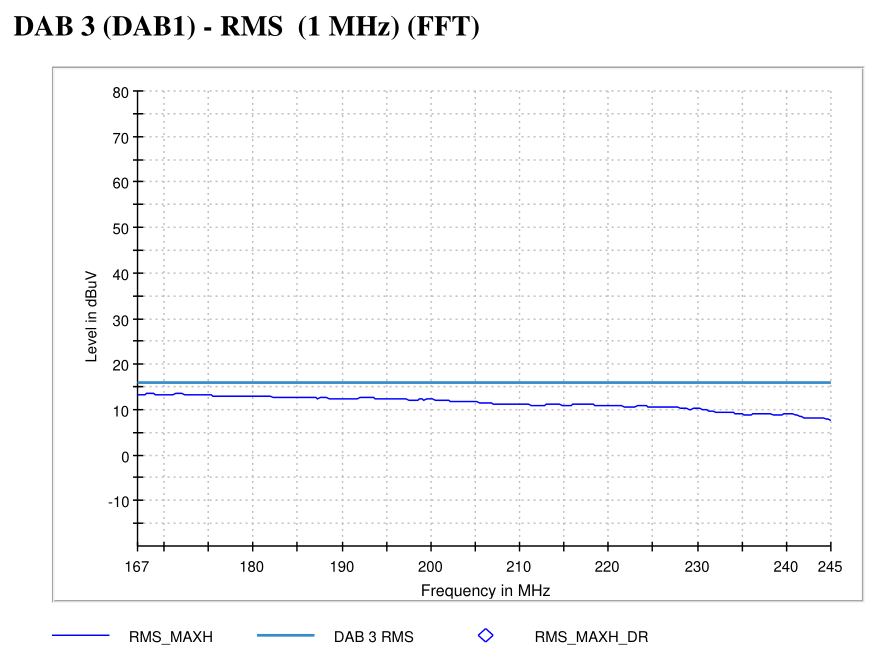 DAB 3 (DAB1) - RMS (1 MHz) (FFT)
80
70
60
50
40
30
20
10
0
-10
Level in dBuV
167 180 190 200 210 220 230 240 245
Frequency in MHz
RMS_MAXH DAB 3 RMS RMS_MAXH_DR